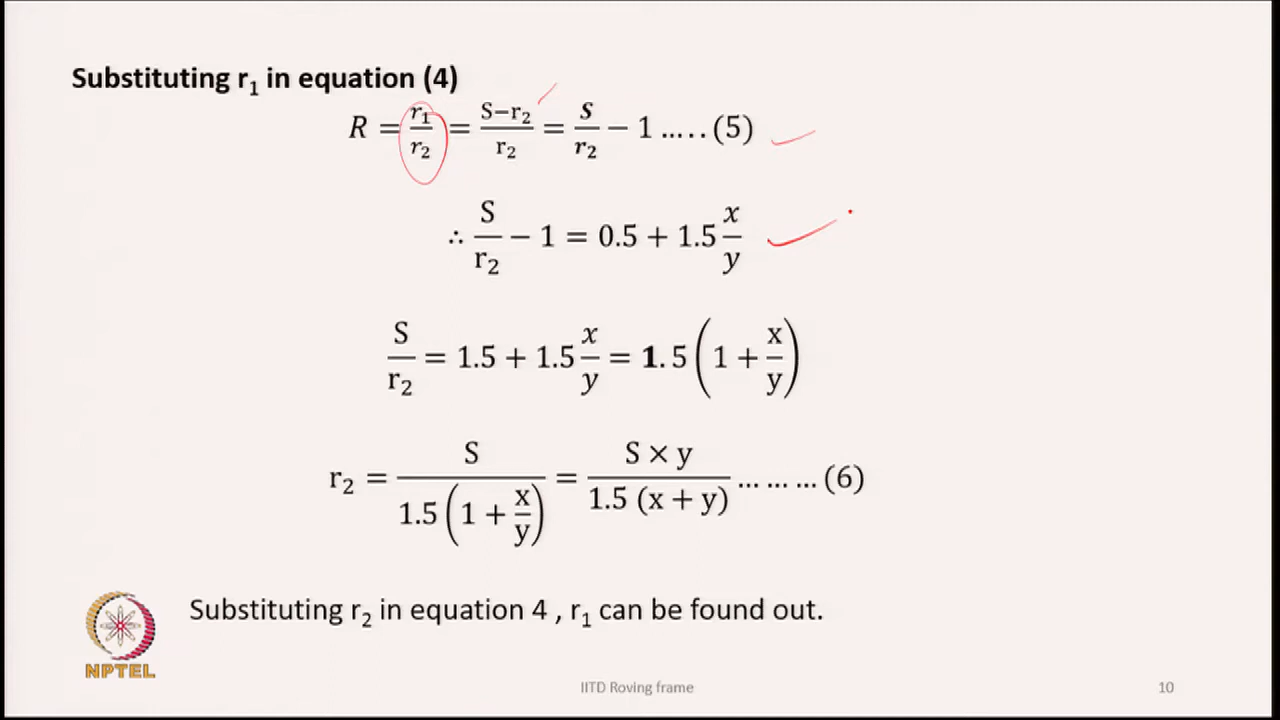 Substituting r₁ in equation (4)
R = r₁/r₂ = S−r₂/r₂ = S/r₂ − 1 ..... (5)
∴ S/r₂ − 1 = 0.5 + 1.5 x/y
S/r₂ = 1.5 + 1.5 x/y = 1.5 (1 + x/y)
r₂ = S/1.5 (1 + x/y) = S × y/1.5 (x + y) ... ... ... (6)
Substituting r₂ in equation 4 , r₁ can be found out.
NPTEL
IITD Roving frame
10